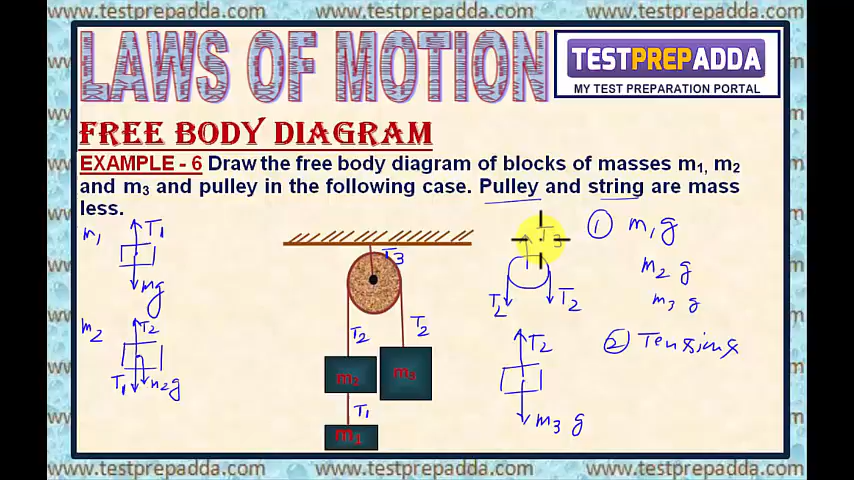 www.testprepadda.com www.testprepadda.com www.testprepadda.com
LAWS OF MOTION
TESTPREPADDA
MY TEST PREPARATION PORTAL
FREE BODY DIAGRAM
EXAMPLE - 6 Draw the free body diagram of blocks of masses m₁, m₂
and m₃ and pulley in the following case. Pulley and string are mass
less.
m₁
T₁
mg
m₂
T₂
T₁
m₂g
T₃
T₂
T₂
m₂
m₃
T₁
m₁
T₃
T₂
T₂
T₂
m₃ g
① m₁g
m₂ g
m₃ g
② Tensions
www.testprepadda.com www.testprepadda.com www.testprepadda.com